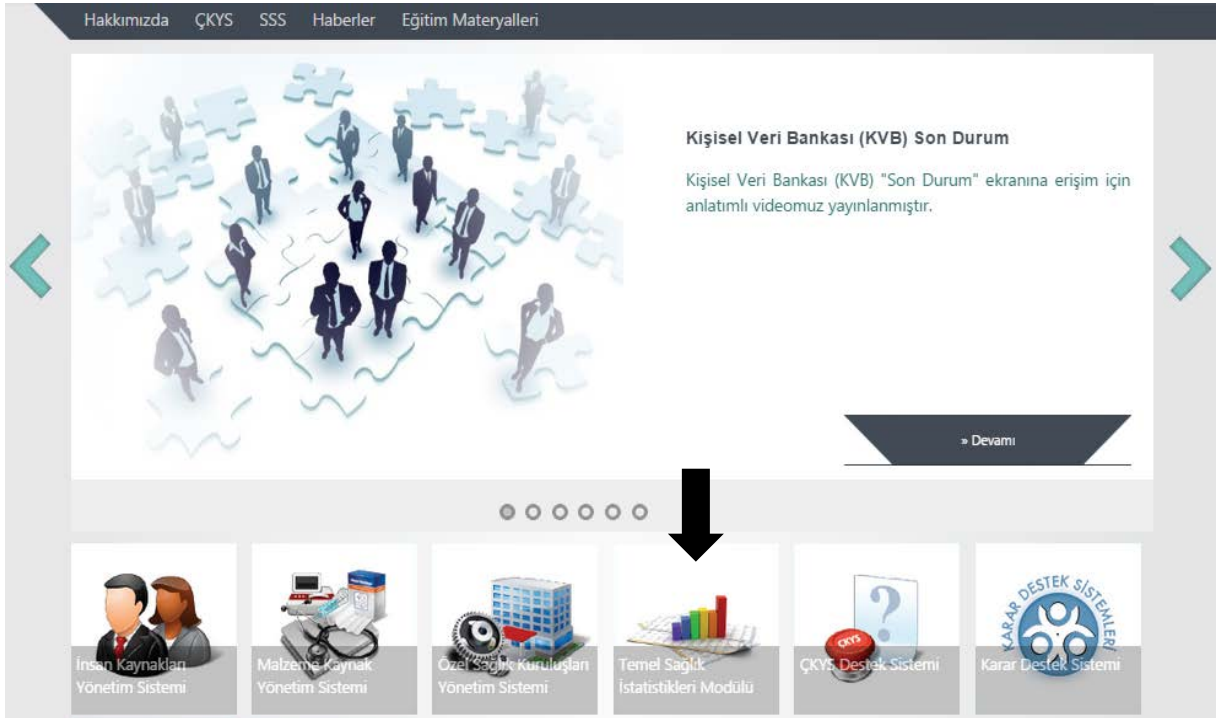 Hakkımızda ÇKYS SSS Haberler Eğitim Materyalleri
Kişisel Veri Bankası (KVB) Son Durum
Kişisel Veri Bankası (KVB) "Son Durum" ekranına erişim için
anlatımlı videomuz yayınlanmıştır.
» Devamı
İnsan Kaynakları
Yönetim Sistemi
Malzeme Kaynak
Yönetim Sistemi
Özel Sağlık Kuruluşları
Yönetim Sistemi
Temel Sağlık
İstatistikleri Modülü
?
ÇKYS
ÇKYS Destek Sistemi
KARAR DESTEK SİSTEMLERİ
Karar Destek Sistemi